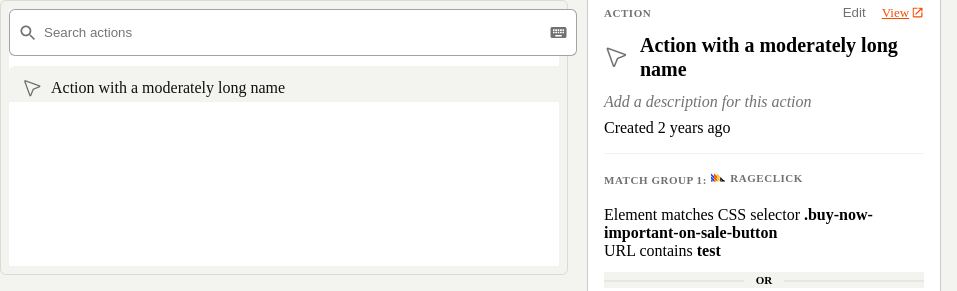 Search actions
Action with a moderately long name
ACTION
Edit
View
Action with a moderately long
name
Add a description for this action
Created 2 years ago
MATCH GROUP 1: RAGECLICK
Element matches CSS selector .buy-now-
important-on-sale-button
URL contains test
OR